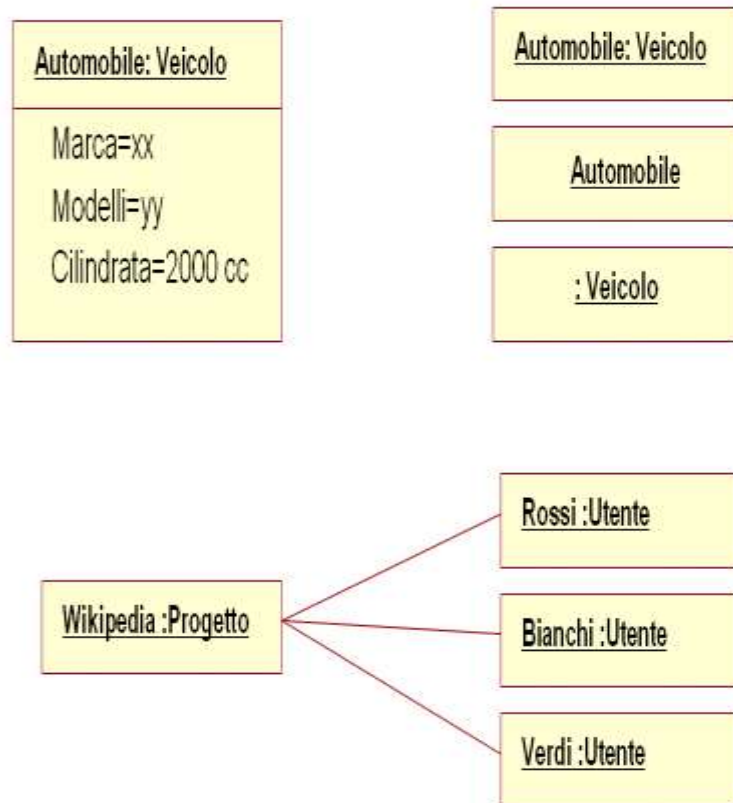 Automobile: Veicolo
Marca=xx
Modelli=yy
Cilindrata=2000 cc
Automobile: Veicolo
Automobile
: Veicolo
Wikipedia :Progetto
Rossi :Utente
Bianchi :Utente
Verdi :Utente